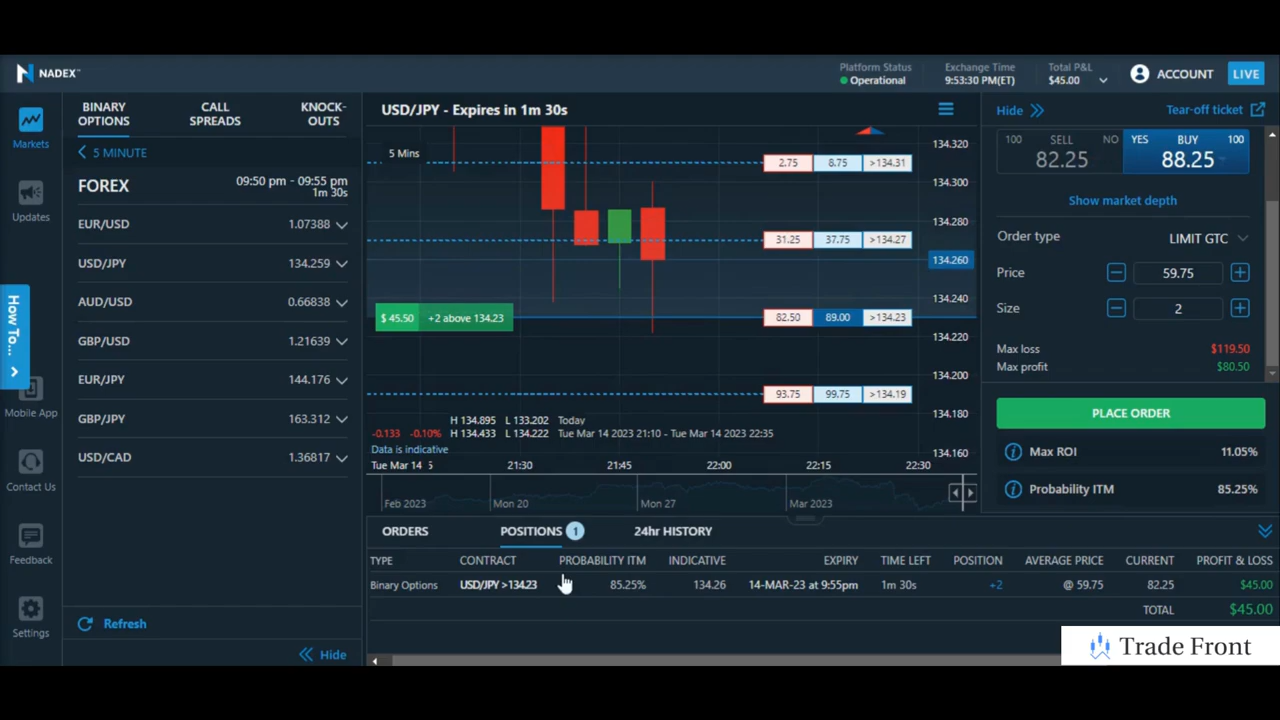 NADEX
Platform Status
Operational
Exchange Time
9:53:30 PM(ET)
Total P&L
$45.00
ACCOUNT
LIVE
Markets
Updates
How To...
Mobile App
Contact Us
Feedback
Settings
BINARY OPTIONS
CALL SPREADS
KNOCK-OUTS
5 MINUTE
FOREX
09:50 pm - 09:55 pm
1m 30s
EUR/USD 1.07388
USD/JPY 134.259
AUD/USD 0.66838
GBP/USD 1.21639
EUR/JPY 144.176
GBP/JPY 163.312
USD/CAD 1.36817
Refresh
Hide
USD/JPY - Expires in 1m 30s
5 Mins
2.75 8.75 >134.31
31.25 37.75 >134.27
$ 45.50 +2 above 134.23
82.50 89.00 >134.23
93.75 99.75 >134.19
134.320
134.300
134.280
134.260
134.240
134.220
134.200
134.180
134.160
H 134.895 L 133.202 Today
-0.133 -0.10% H 134.433 L 134.222 Tue Mar 14 2023 21:10 - Tue Mar 14 2023 22:35
Data is indicative
Tue Mar 14 21:30 21:45 22:00 22:15 22:30
Feb 2023 Mon 20 Mon 27 Mar 2023
Hide
Tear-off ticket
100 SELL NO
82.25
YES BUY 100
88.25
Show market depth
Order type LIMIT GTC
Price 59.75
Size 2
Max loss $119.50
Max profit $80.50
PLACE ORDER
Max ROI 11.05%
Probability ITM 85.25%
ORDERS POSITIONS 1 24hr HISTORY
TYPE CONTRACT PROBABILITY ITM INDICATIVE EXPIRY TIME LEFT POSITION AVERAGE PRICE CURRENT PROFIT & LOSS
Binary Options USD/JPY >134.23 85.25% 134.26 14-MAR-23 at 9:55pm 1m 30s +2 @ 59.75 82.25 $45.00
TOTAL $45.00
Trade Front